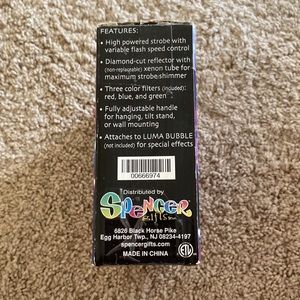 FEATURES:
• High powered strobe with
variable flash speed control
• Diamond-cut reflector with
(non-replaceable) xenon tube for
maximum strobe/shimmer
• Three color filters (included):
red, blue, and green
• Fully adjustable handle
for hanging, tilt stand,
or wall mounting
• Attaches to LUMA BUBBLE
(not included) for special effects
00666974
Distributed by
SPENCER
gifts
6826 Black Horse Pike
Egg Harbor Twp., NJ 08234-4197
spencergifts.com
MADE IN CHINA
ETL